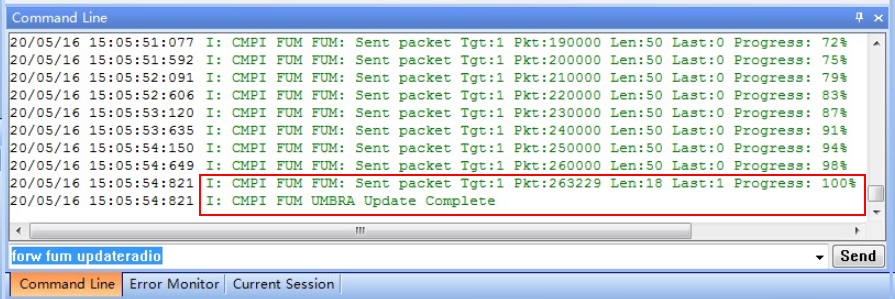 Command Line
20/05/16 15:05:51:077 I: CMPI FUM FUM: Sent packet Tgt:1 Pkt:190000 Len:50 Last:0 Progress: 72%
20/05/16 15:05:51:592 I: CMPI FUM FUM: Sent packet Tgt:1 Pkt:200000 Len:50 Last:0 Progress: 75%
20/05/16 15:05:52:091 I: CMPI FUM FUM: Sent packet Tgt:1 Pkt:210000 Len:50 Last:0 Progress: 79%
20/05/16 15:05:52:606 I: CMPI FUM FUM: Sent packet Tgt:1 Pkt:220000 Len:50 Last:0 Progress: 83%
20/05/16 15:05:53:120 I: CMPI FUM FUM: Sent packet Tgt:1 Pkt:230000 Len:50 Last:0 Progress: 87%
20/05/16 15:05:53:635 I: CMPI FUM FUM: Sent packet Tgt:1 Pkt:240000 Len:50 Last:0 Progress: 91%
20/05/16 15:05:54:150 I: CMPI FUM FUM: Sent packet Tgt:1 Pkt:250000 Len:50 Last:0 Progress: 94%
20/05/16 15:05:54:649 I: CMPI FUM FUM: Sent packet Tgt:1 Pkt:260000 Len:50 Last:0 Progress: 98%
20/05/16 15:05:54:821 I: CMPI FUM FUM: Sent packet Tgt:1 Pkt:263229 Len:18 Last:1 Progress: 100%
20/05/16 15:05:54:821 I: CMPI FUM UMBRA Update Complete
forw fum updateradio Send
Command Line Error Monitor Current Session